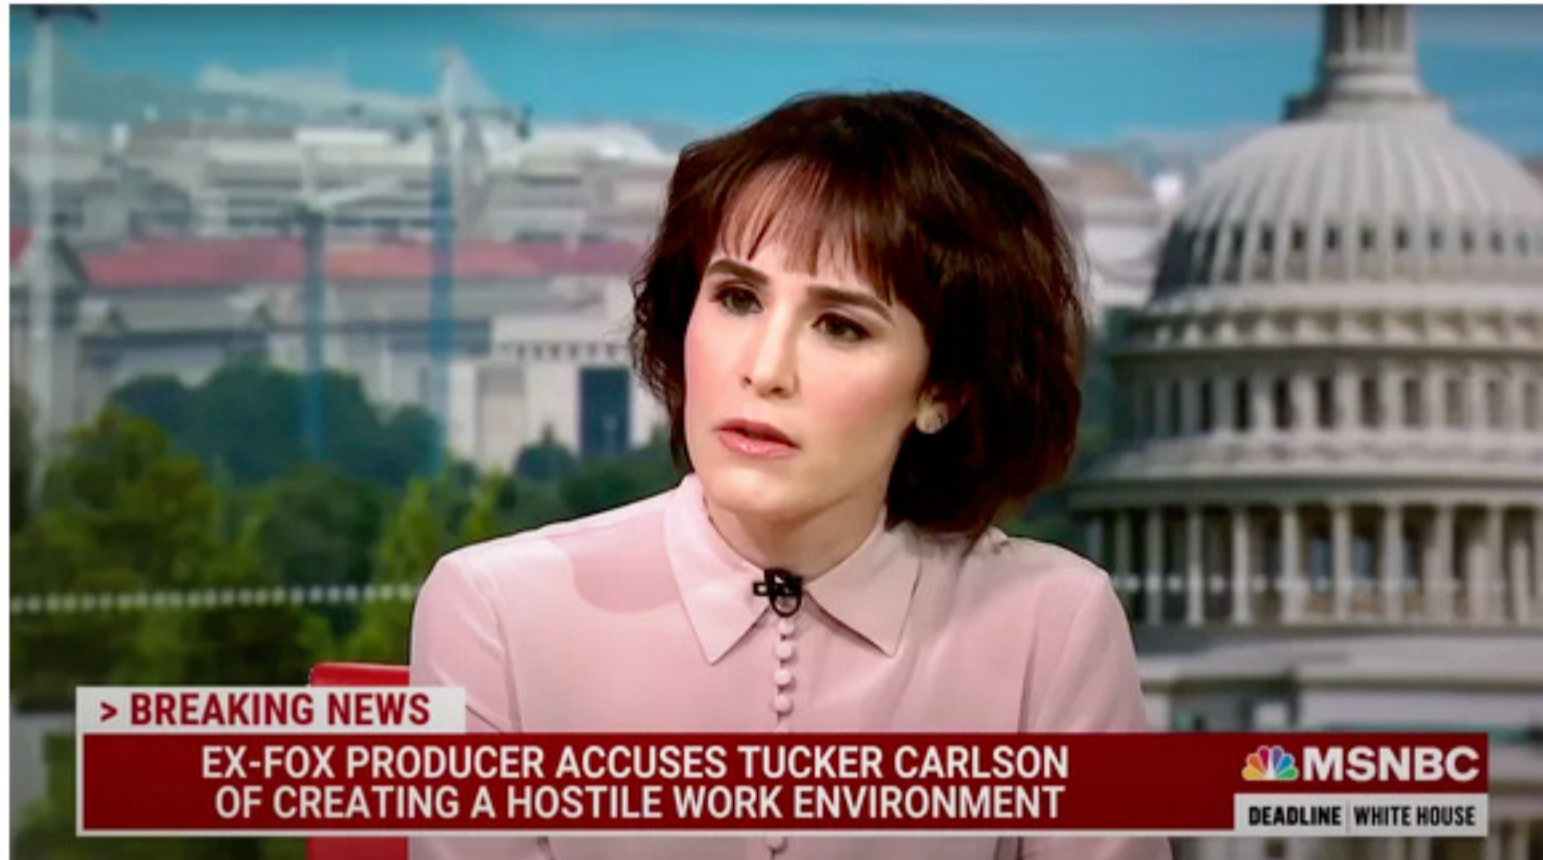 > BREAKING NEWS
EX-FOX PRODUCER ACCUSES TUCKER CARLSON
OF CREATING A HOSTILE WORK ENVIRONMENT
MSNBC
DEADLINE | WHITE HOUSE